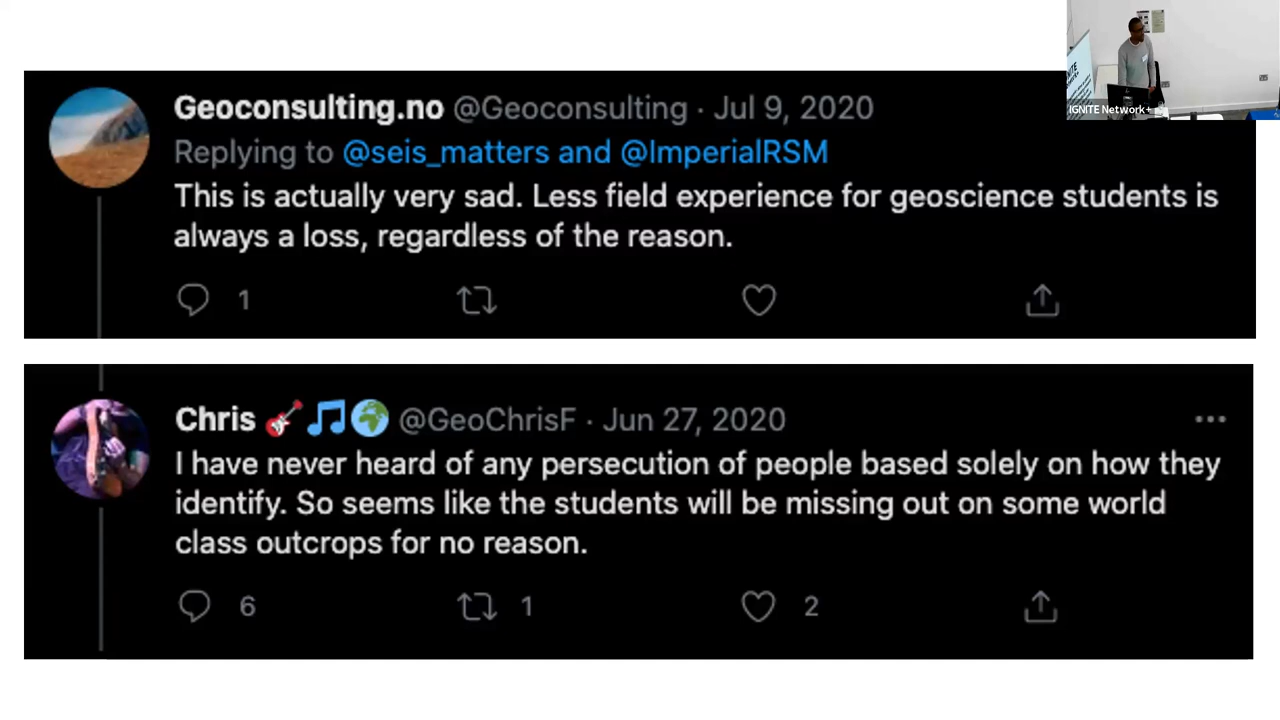 Geoconsulting.no @Geoconsulting · Jul 9, 2020
Replying to @seis_matters and @ImperialRSM
This is actually very sad. Less field experience for geoscience students is
always a loss, regardless of the reason.
1
IGNITE Network+
Chris 🎸🎵🌍 @GeoChrisF · Jun 27, 2020
I have never heard of any persecution of people based solely on how they
identify. So seems like the students will be missing out on some world
class outcrops for no reason.
6 1 2